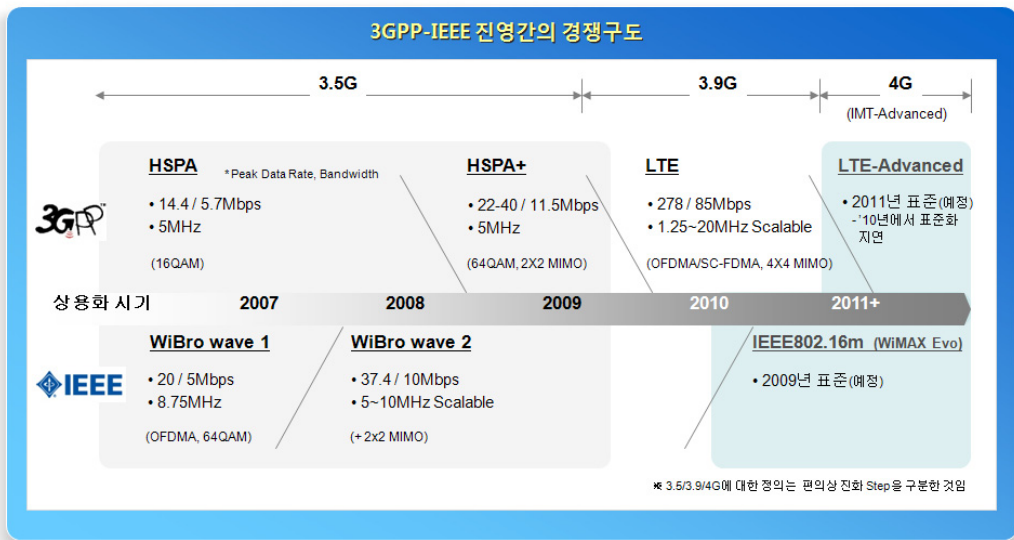 3GPP-IEEE 진영간의 경쟁구도
3.5G 3.9G 4G
(IMT-Advanced)
HSPA *Peak Data Rate, Bandwidth HSPA+ LTE LTE-Advanced
3GPP™
• 14.4 / 5.7Mbps • 22-40 / 11.5Mbps • 278 / 85Mbps • 2011년 표준(예정)
• 5MHz • 5MHz • 1.25~20MHz Scalable - '10년에서 표준화
지연
(16QAM) (64QAM, 2X2 MIMO) (OFDMA/SC-FDMA, 4X4 MIMO)
상용화 시기 2007 2008 2009 2010 2011+
WiBro wave 1 WiBro wave 2 IEEE802.16m (WiMAX Evo)
IEEE
• 20 / 5Mbps • 37.4 / 10Mbps • 2009년 표준(예정)
• 8.75MHz • 5~10MHz Scalable
(OFDMA, 64QAM) (+ 2x2 MIMO)
※ 3.5/3.9/4G에 대한 정의는 편의상 진화 Step을 구분한 것임